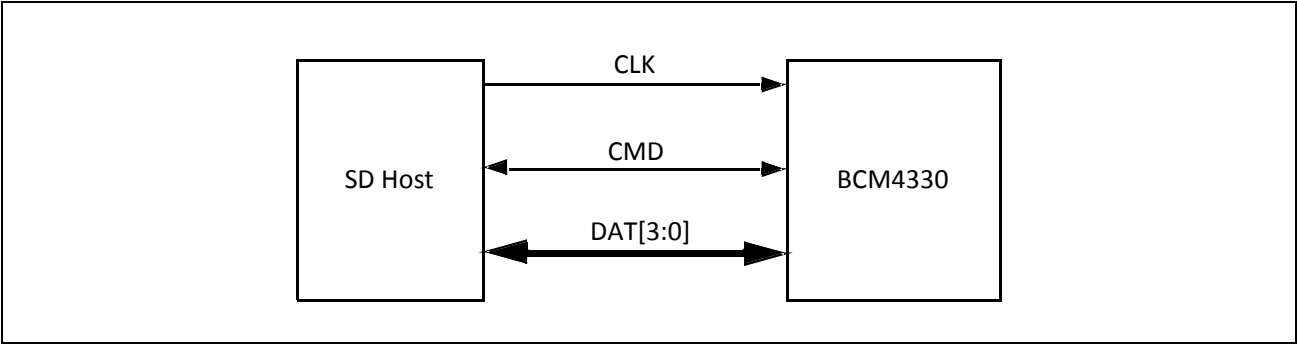 CLK
CMD
SD Host
BCM4330
DAT[3:0]